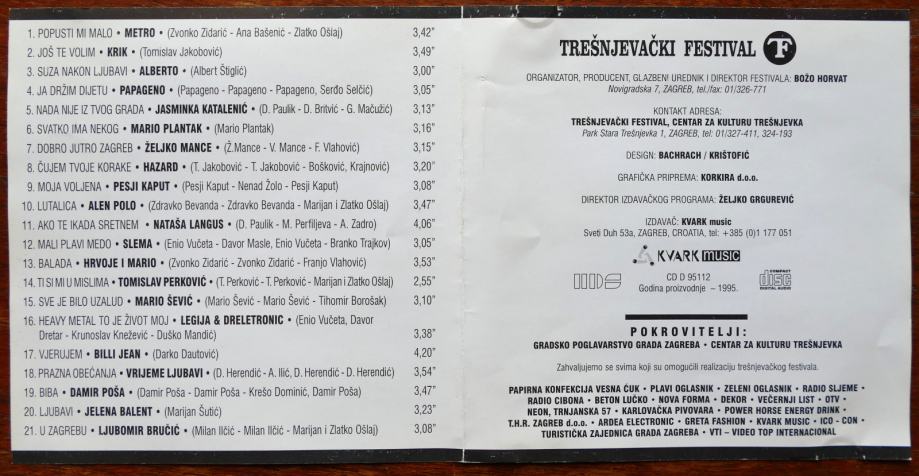 1. POPUSTI MI MALO • METRO • (Zvonko Zidarić - Ana Bašenić - Zlatko Ošlaj) 3,42"
2. JOŠ TE VOLIM • KRIK • (Tomislav Jakobović) 3,49"
3. SUZA NAKON LJUBAVI • ALBERTO • (Albert Štiglić) 3,00"
4. JA DRŽIM DIJETU • PAPAGENO • (Papageno - Papageno - Papageno, Serđo Selčić) 3,05"
5. NADA NIJE IZ TVOG GRADA • JASMINKA KATALENIĆ • (D. Paulik - D. Britvić - G. Mačužić) 3,13"
6. SVATKO IMA NEKOG • MARIO PLANTAK • (Mario Plantak) 3,16"
7. DOBRO JUTRO ZAGREB • ŽELJKO MANCE • (Ž.Mance - V. Mance - F. Vlahović) 3,15"
8. ČUJEM TVOJE KORAKE • HAZARD • (T. Jakobović - T. Jakobović - Bošković, Krajnović) 3,20"
9. MOJA VOLJENA • PESJI KAPUT • (Pesji Kaput - Nenad Žolo - Pesji Kaput) 3,08"
10. LUTALICA • ALEN POLO • (Zdravko Bevanda - Zdravko Bevanda - Marijan i Zlatko Ošlaj) 3,47"
11. AKO TE IKADA SRETNEM • NATAŠA LANGUS • (D. Paulik - M. Perfiljeva - A. Zadro) 4,06"
12. MALI PLAVI MEDO • SLEMA • (Enio Vučeta - Davor Masle, Enio Vučeta - Branko Trajkov) 3,05"
13. BALADA • HRVOJE I MARIO • (Zvonko Zidarić - Zvonko Zidarić - Franjo Vlahović) 3,53"
14. TI SI MI U MISLIMA • TOMISLAV PERKOVIĆ • (T. Perković - T. Perković - Marijan i Zlatko Ošlaj) 2,55"
15. SVE JE BILO UZALUD • MARIO ŠEVIĆ • (Mario Šević - Mario Šević - Tihomir Borošak) 3,10"
16. HEAVY METAL TO JE ŽIVOT MOJ • LEGIJA & DRELETRONIC • (Enio Vučeta, Davor
Dretar - Krunoslav Knežević - Duško Mandić) 3,38"
17. VJERUJEM • BILLI JEAN • (Darko Dautović) 4,20"
18. PRAZNA OBEĆANJA • VRIJEME LJUBAVI • (D. Herendić - A. Ilić, D. Herendić - D. Herendić) 3,54"
19. BIBA • DAMIR POŠA • (Damir Poša - Damir Poša - Krešo Dominić, Damir Poša) 3,47"
20. LJUBAVI • JELENA BALENT • (Marijan Šutić) 3,23"
21. U ZAGREBU • LJUBOMIR BRUČIĆ • (Milan Ilčić - Milan Ilčić - Marijan i Zlatko Ošlaj) 3,08"
TREŠNJEVAČKI FESTIVAL TF
ORGANIZATOR, PRODUCENT, GLAZBENI UREDNIK I DIREKTOR FESTIVALA: BOŽO HORVAT
Novigradska 7, ZAGREB, tel./fax: 01/326-771
KONTAKT ADRESA:
TREŠNJEVAČKI FESTIVAL, CENTAR ZA KULTURU TREŠNJEVKA
Park Stara Trešnjevka 1, ZAGREB, tel: 01/327-411, 324-193
DESIGN: BACHRACH / KRIŠTOFIĆ
GRAFIČKA PRIPREMA: KORKIRA d.o.o.
DIREKTOR IZDAVAČKOG PROGRAMA: ŽELJKO GRGUREVIĆ
IZDAVAČ: KVARK music
Sveti Duh 53a, ZAGREB, CROATIA, tel: +385 (0)1 177 051
KVARK MUSIC
CD D 95112
Godina proizvodnje – 1995.
COMPACT
disc
DIGITAL AUDIO
POKROVITELJI:
GRADSKO POGLAVARSTVO GRADA ZAGREBA • CENTAR ZA KULTURU TREŠNJEVKA
Zahvaljujemo se svima koji su omogućili realizaciju trešnjevačkog festivala.
PAPIRNA KONFEKCIJA VESNA ĆUK • PLAVI OGLASNIK • ZELENI OGLASNIK • RADIO SLJEME •
RADIO CIBONA • BETON LUČKO • NOVA FORMA • DEKOR • VEČERNJI LIST • OTV •
NEON, TRNJANSKA 57 • KARLOVAČKA PIVOVARA • POWER HORSE ENERGY DRINK •
T.H.R. ZAGREB d.o.o. • ARDEA ELECTRONIC • GRETA FASHION • KVARK MUSIC • ICO - CON •
TURISTIČKA ZAJEDNICA GRADA ZAGREB • VTI – VIDEO TOP INTERNACIONAL